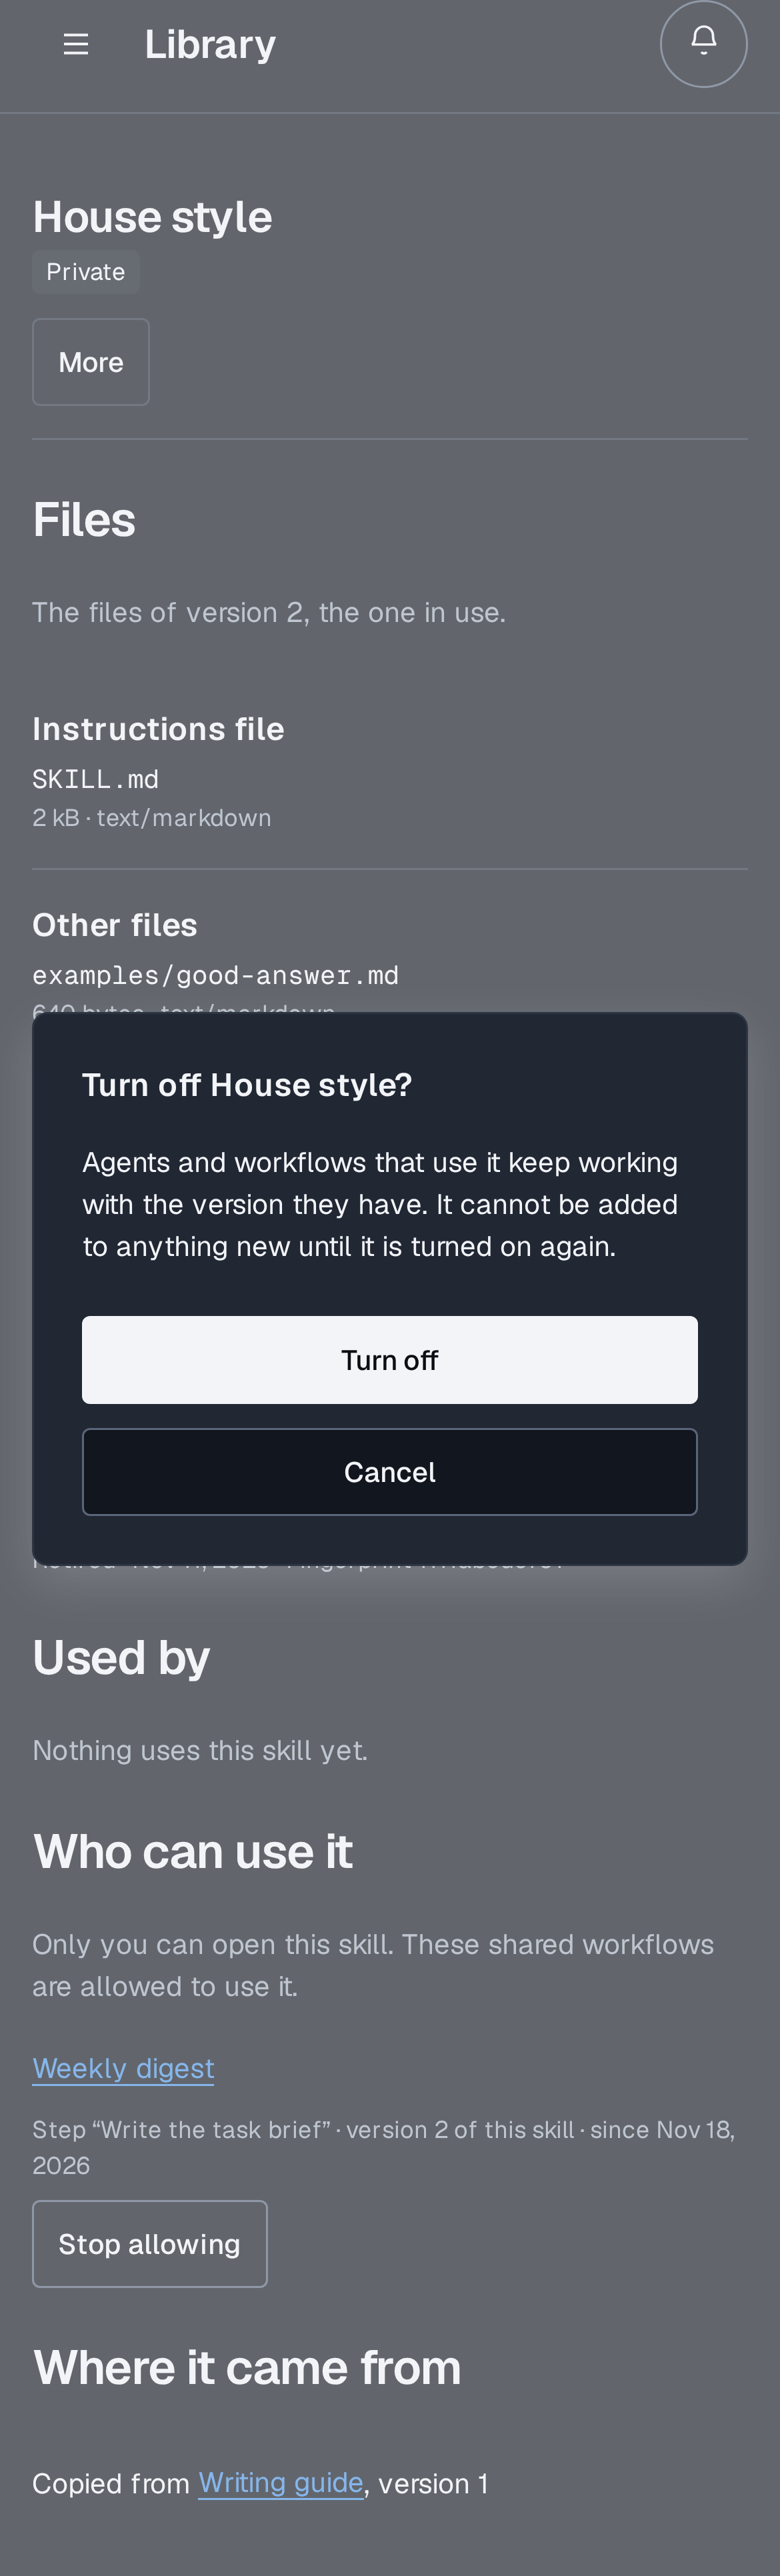 Library
House style
Private
More
Files
The files of version 2, the one in use.
Instructions file
SKILL.md
2 kB · text/markdown
Other files
examples/good-answer.md
640 bytes · text/markdown
Turn off House style?
Agents and workflows that use it keep working
with the version they have. It cannot be added
to anything new until it is turned on again.
Turn off
Cancel
Used by
Nothing uses this skill yet.
Who can use it
Only you can open this skill. These shared workflows
are allowed to use it.
Weekly digest
Step “Write the task brief” · version 2 of this skill · since Nov 18,
2026
Stop allowing
Where it came from
Copied from Writing guide, version 1